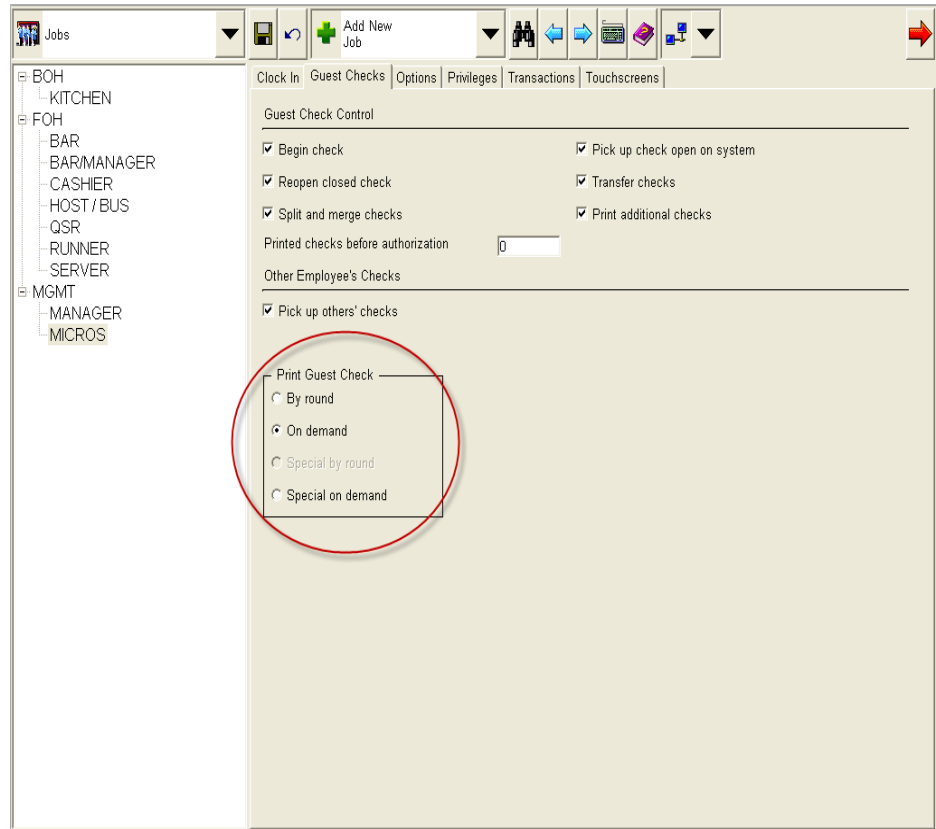 Jobs
Add New
Job
BOH
KITCHEN
FOH
BAR
BAR/MANAGER
CASHIER
HOST / BUS
QSR
RUNNER
SERVER
MGMT
MANAGER
MICROS
Clock In Guest Checks Options Privileges Transactions Touchscreens
Guest Check Control
Begin check Pick up check open on system
Reopen closed check Transfer checks
Split and merge checks Print additional checks
Printed checks before authorization 0
Other Employee's Checks
Pick up others' checks
Print Guest Check
By round
On demand
Special by round
Special on demand